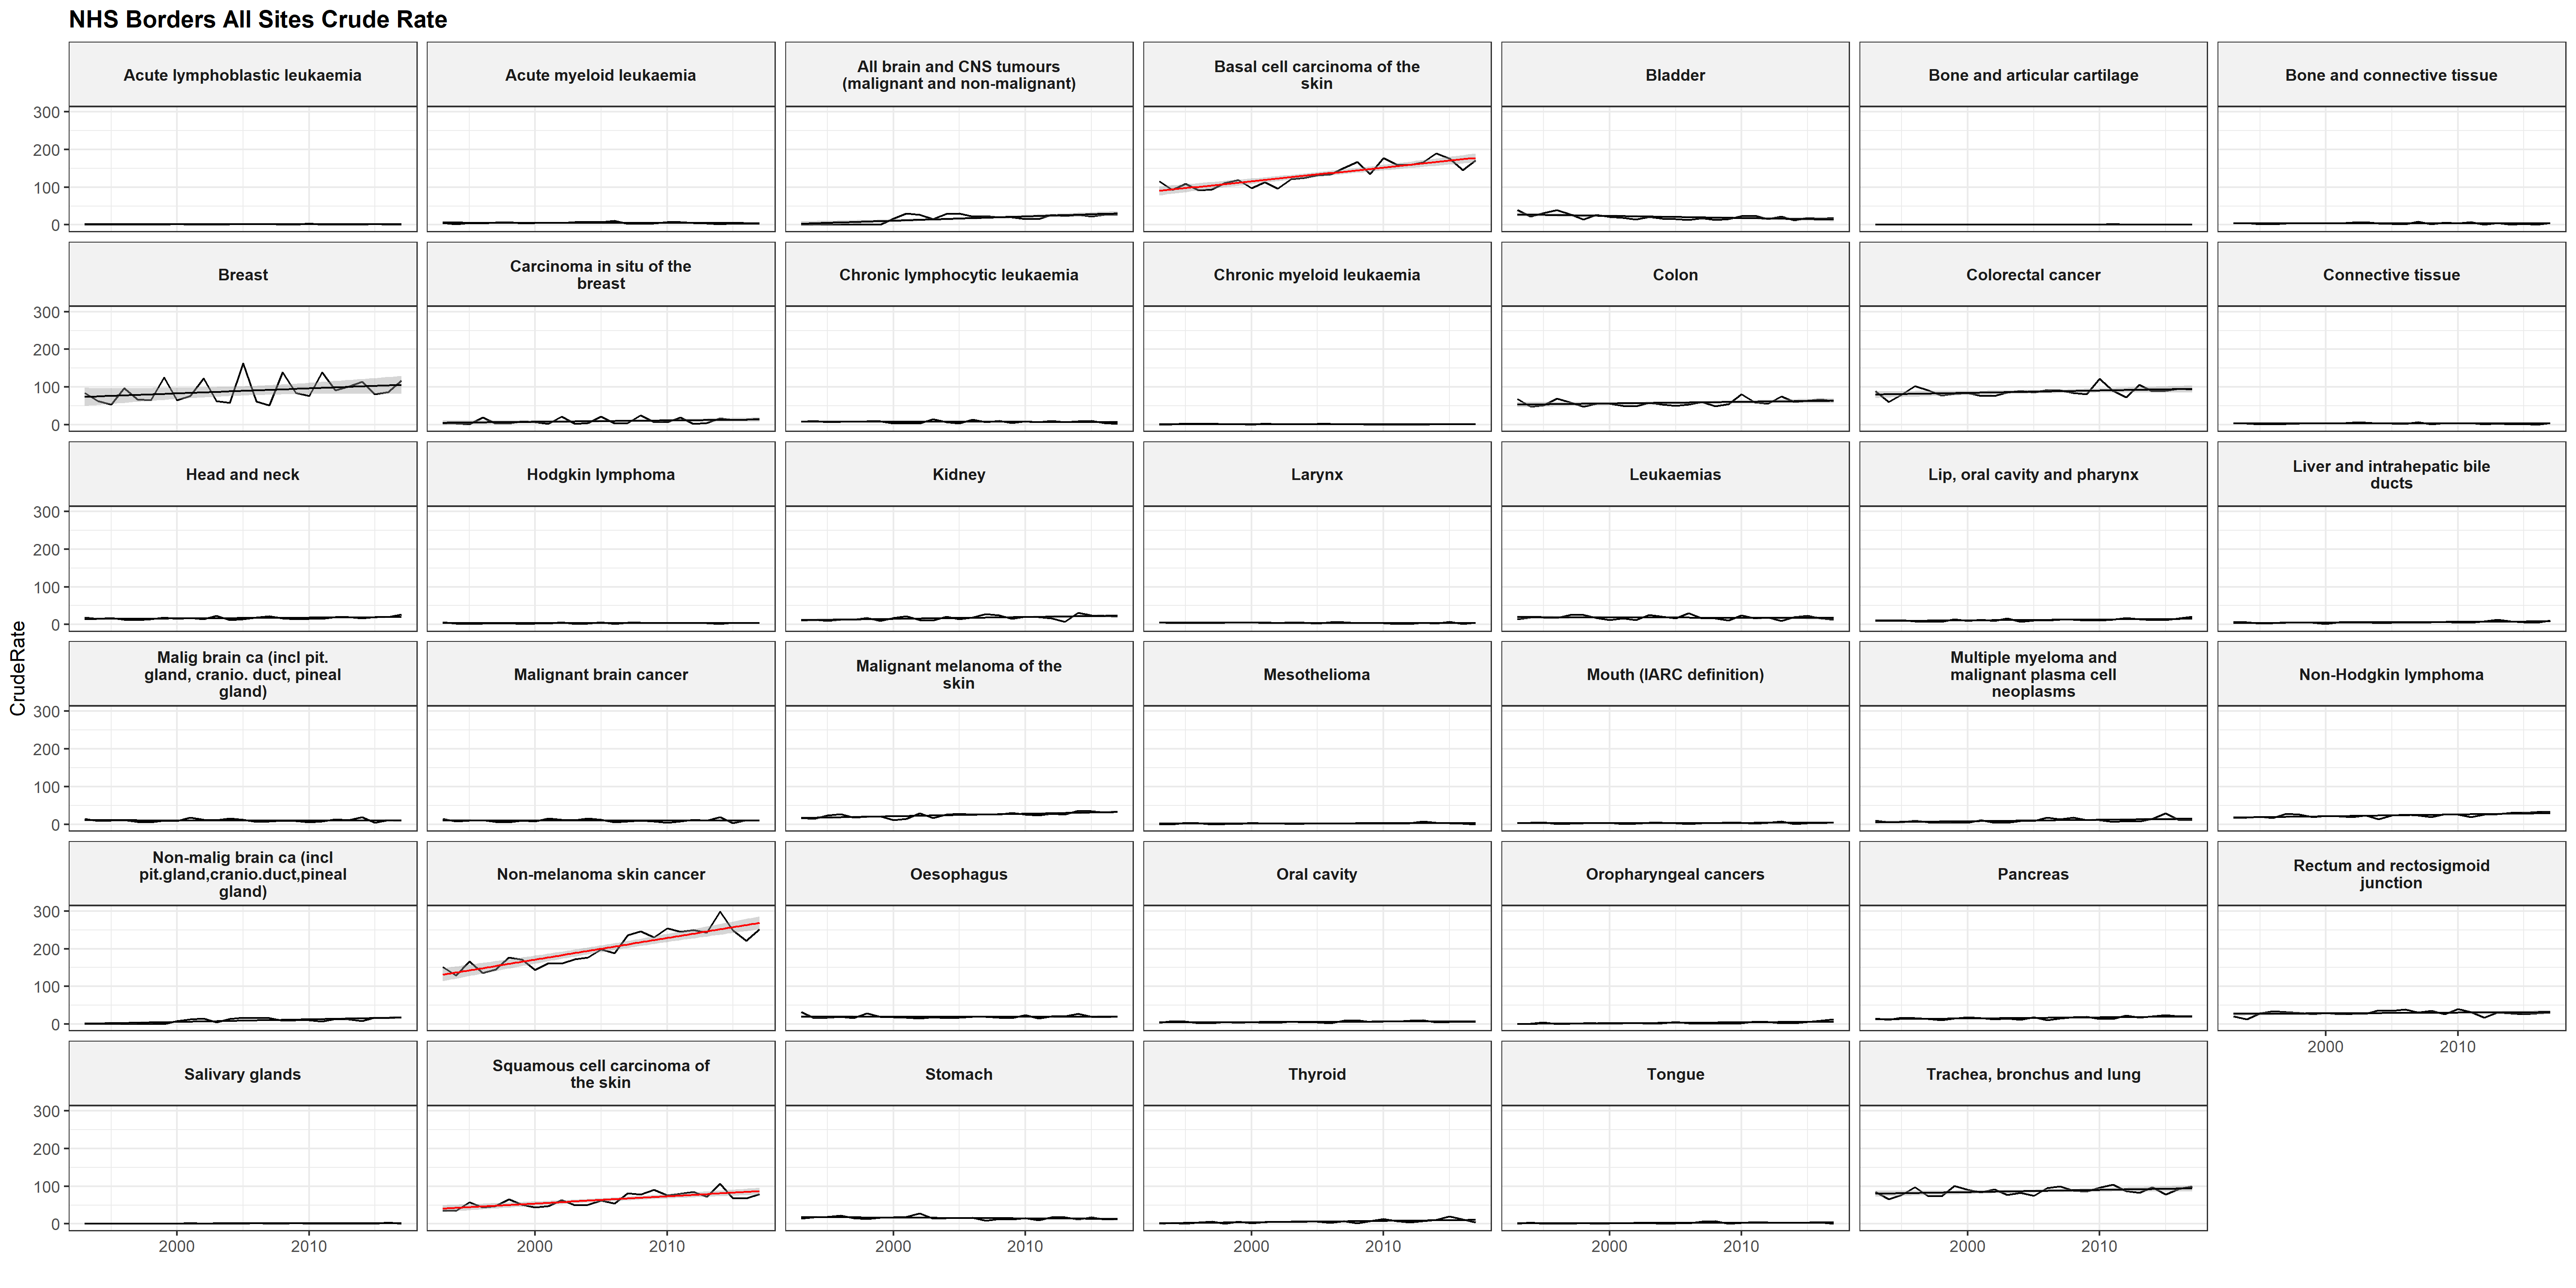 NHS Borders All Sites Crude Rate
Acute lymphoblastic leukaemia
Acute myeloid leukaemia
All brain and CNS tumours
(malignant and non-malignant)
Basal cell carcinoma of the
skin
Bladder
Bone and articular cartilage
Bone and connective tissue
300
200
100
0
Breast
Carcinoma in situ of the
breast
Chronic lymphocytic leukaemia
Chronic myeloid leukaemia
Colon
Colorectal cancer
Connective tissue
300
200
100
0
Head and neck
Hodgkin lymphoma
Kidney
Larynx
Leukaemias
Lip, oral cavity and pharynx
Liver and intrahepatic bile
ducts
300
200
100
0
CrudeRate
Malig brain ca (incl pit.
gland, cranio. duct, pineal
gland)
Malignant brain cancer
Malignant melanoma of the
skin
Mesothelioma
Mouth (IARC definition)
Multiple myeloma and
malignant plasma cell
neoplasms
Non-Hodgkin lymphoma
300
200
100
0
Non-malig brain ca (incl
pit.gland,cranio.duct,pineal
gland)
Non-melanoma skin cancer
Oesophagus
Oral cavity
Oropharyngeal cancers
Pancreas
Rectum and rectosigmoid
junction
300
200
100
0
2000
2010
Salivary glands
Squamous cell carcinoma of
the skin
Stomach
Thyroid
Tongue
Trachea, bronchus and lung
300
200
100
0
2000
2010
2000
2010
2000
2010
2000
2010
2000
2010
2000
2010